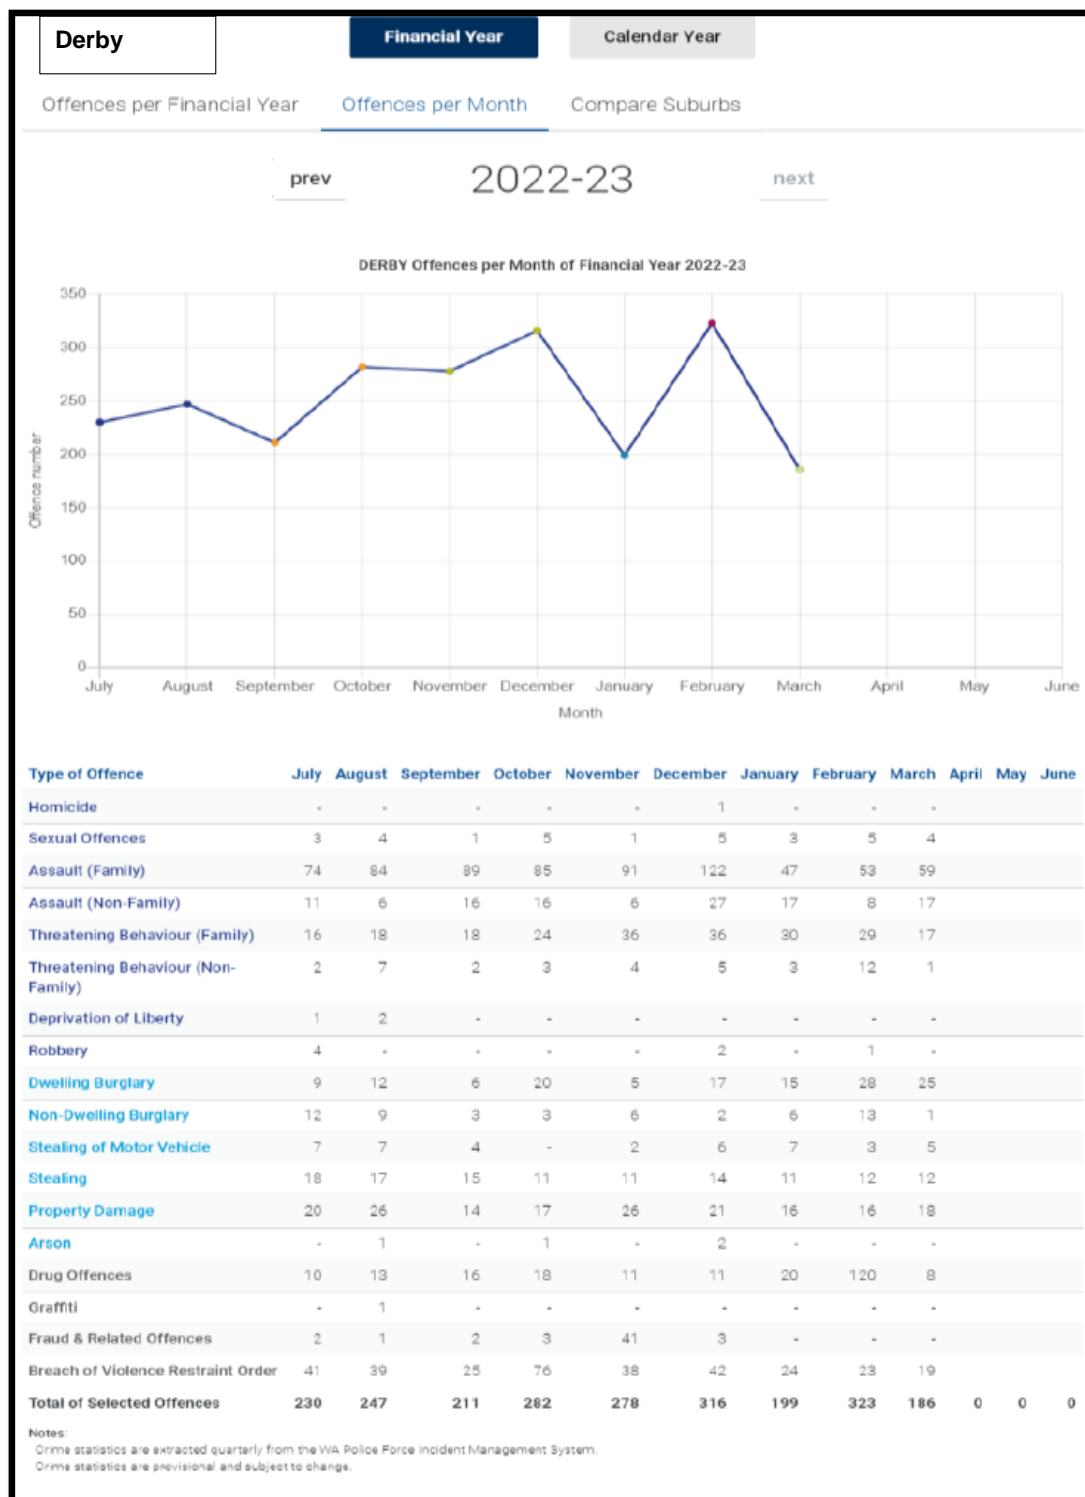 Derby
Financial Year Calendar Year
Offences per Financial Year Offences per Month Compare Suburbs
prev 2022-23 next
DERBY Offences per Month of Financial Year 2022-23
350
300
250
200
150
100
50
0
Offence number
July August September October November December January February March April May June
Month
Type of Offence July August September October November December January February March April May June
Homicide - - - - - 1 - - -
Sexual Offences 3 4 1 5 1 5 3 5 4
Assault (Family) 74 84 89 85 91 122 47 53 59
Assault (Non-Family) 11 6 16 16 6 27 17 8 17
Threatening Behaviour (Family) 16 18 18 24 36 36 30 29 17
Threatening Behaviour (Non- 2 7 2 3 4 5 3 12 1
Family)
Deprivation of Liberty 1 2 - - - - - - -
Robbery 4 - - - - 2 - 1 -
Dwelling Burglary 9 12 6 20 5 17 15 28 25
Non-Dwelling Burglary 12 9 3 3 6 2 6 13 1
Stealing of Motor Vehicle 7 7 4 - 2 6 7 3 5
Stealing 18 17 15 11 11 14 11 12 12
Property Damage 20 26 14 17 26 21 16 16 18
Arson - 1 - 1 - 2 - - -
Drug Offences 10 13 16 18 11 11 20 120 8
Graffiti - 1 - - - - - - -
Fraud & Related Offences 2 1 2 3 41 3 - - -
Breach of Violence Restraint Order 41 39 25 76 38 42 24 23 19
Total of Selected Offences 230 247 211 282 278 316 199 323 186 0 0 0
Notes:
Crime statistics are extracted quarterly from the WA Police Force Incident Management System.
Crime statistics are provisional and subject to change.